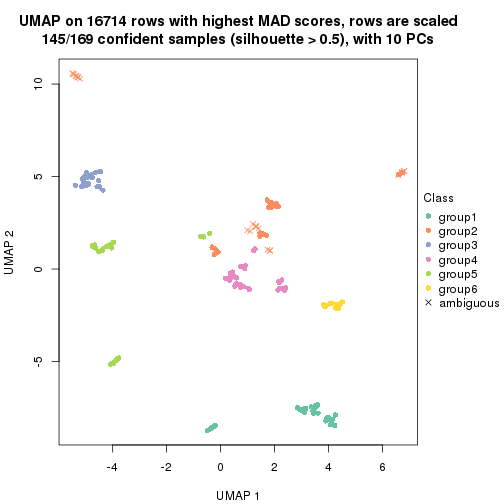 UMAP on 16714 rows with highest MAD scores, rows are scaled
145/169 confident samples (silhouette > 0.5), with 10 PCs
10
5
0
-5
UMAP 2
-4
-2
0
2
4
6
UMAP 1
Class
group1
group2
group3
group4
group5
group6
ambiguous